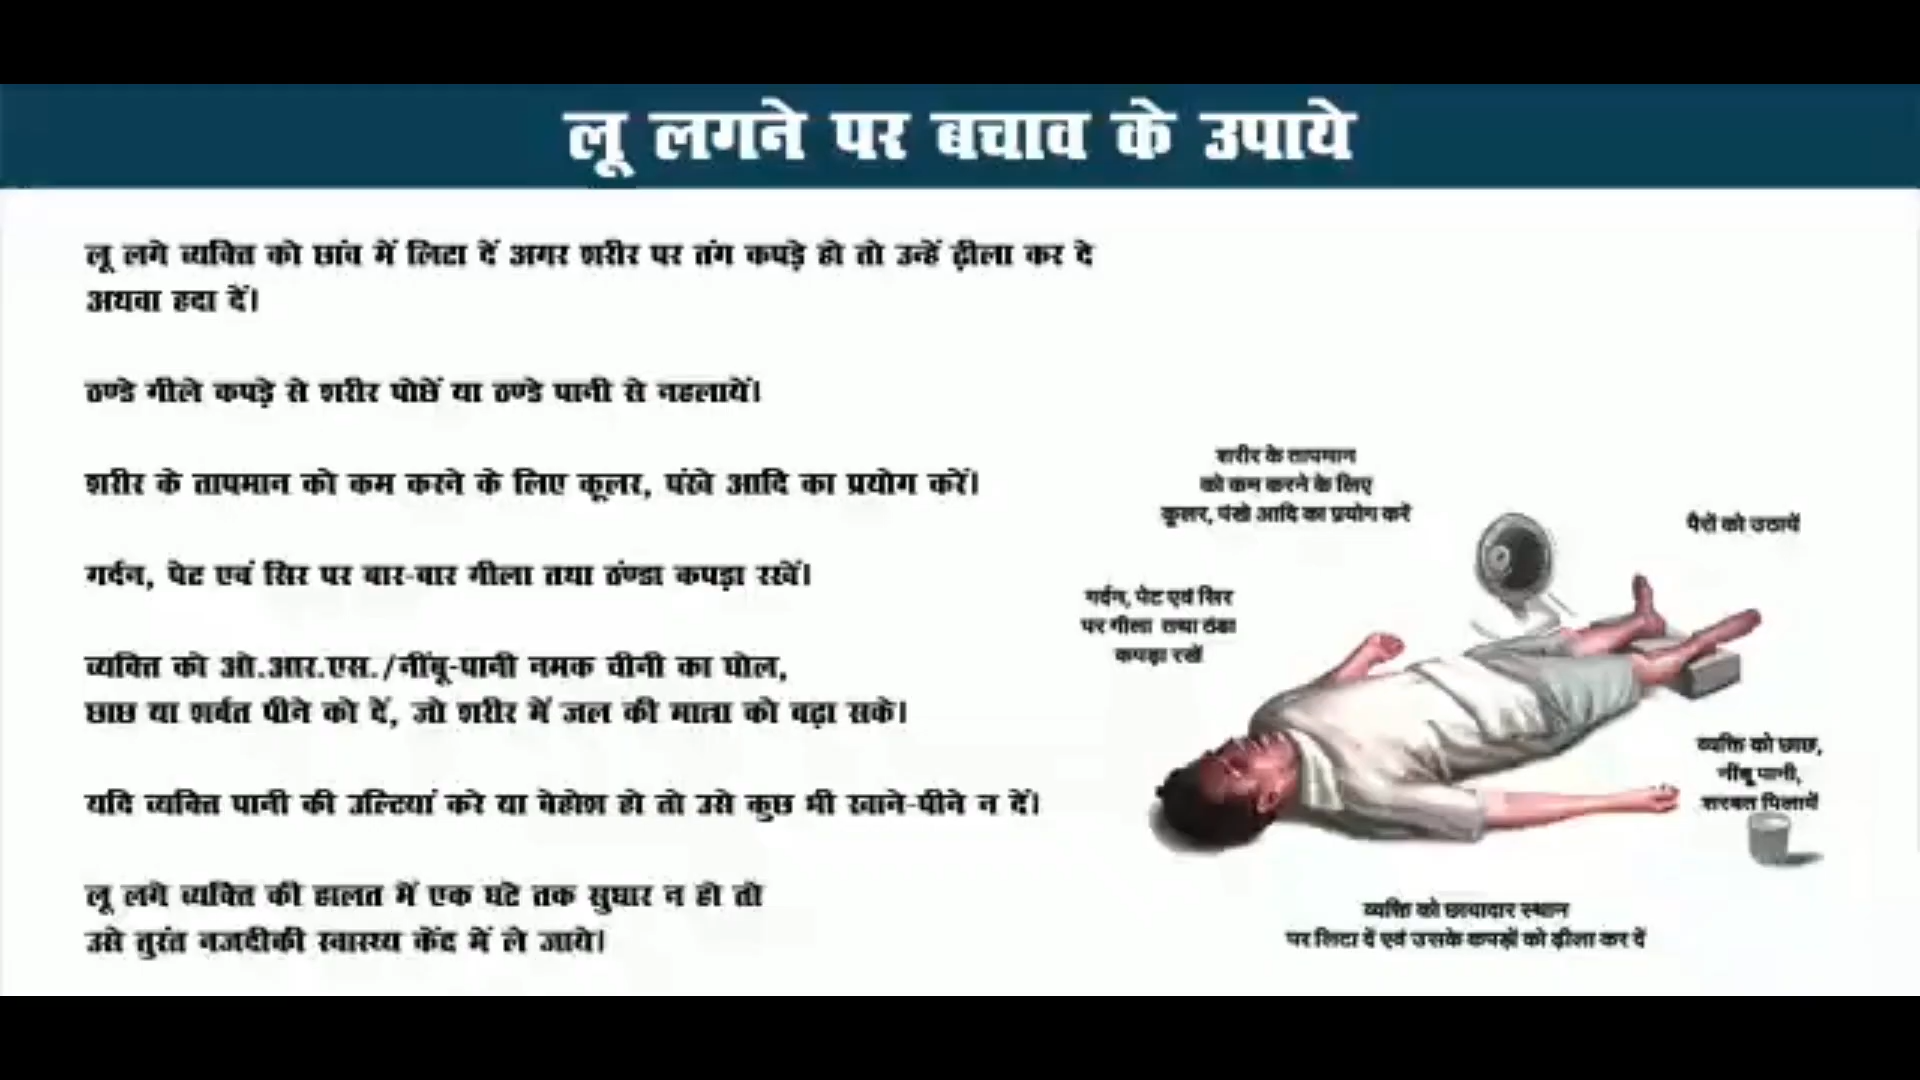 लू लगने पर बचाव के उपाये
लू लगे व्यक्ति को छांव में लिटा दें अगर शरीर पर तंग कपड़े हो तो उन्हें ढ़ीला कर दे
अथवा हदा दें।
ठण्डे गीले कपड़े से शरीर पोछें या ठण्डे पानी से नहलायें।
शरीर के तापमान को कम करने के लिए कूलर, पंखे आदि का प्रयोग करें।
गर्दन, पेट एवं सिर पर बार-बार गीला तथा ठंण्डा कपड़ा रखें।
व्यक्ति को ओ.आर.एस./नींबू-पानी नमक चीनी का घोल,
छाछ या शर्बत पीने को दें, जो शरीर में जल की मात्रा को बढ़ा सके।
यदि व्यक्ति पानी की उल्टियां करे या बेहोश हो तो उसे कुछ भी खाने-पीने न दें।
लू लगे व्यक्ति की हालत में एक घंटे तक सुधार न हो तो
उसे तुरंत नजदीकी स्वास्थ्य केंद्र में ले जाये।
शरीर के तापमान
को कम करने के लिए
कूलर, पंखे आदि का प्रयोग करें
पैरों को उठायें
गर्दन, पेट एवं सिर
पर गीला तथा ठंडा
कपड़ा रखें
व्यक्ति को छाछ,
नींबू पानी,
शरबत पिलायें
व्यक्ति को छायादार स्थान
पर लिटा दें एवं उसके कपड़ों को ढ़ीला कर दें